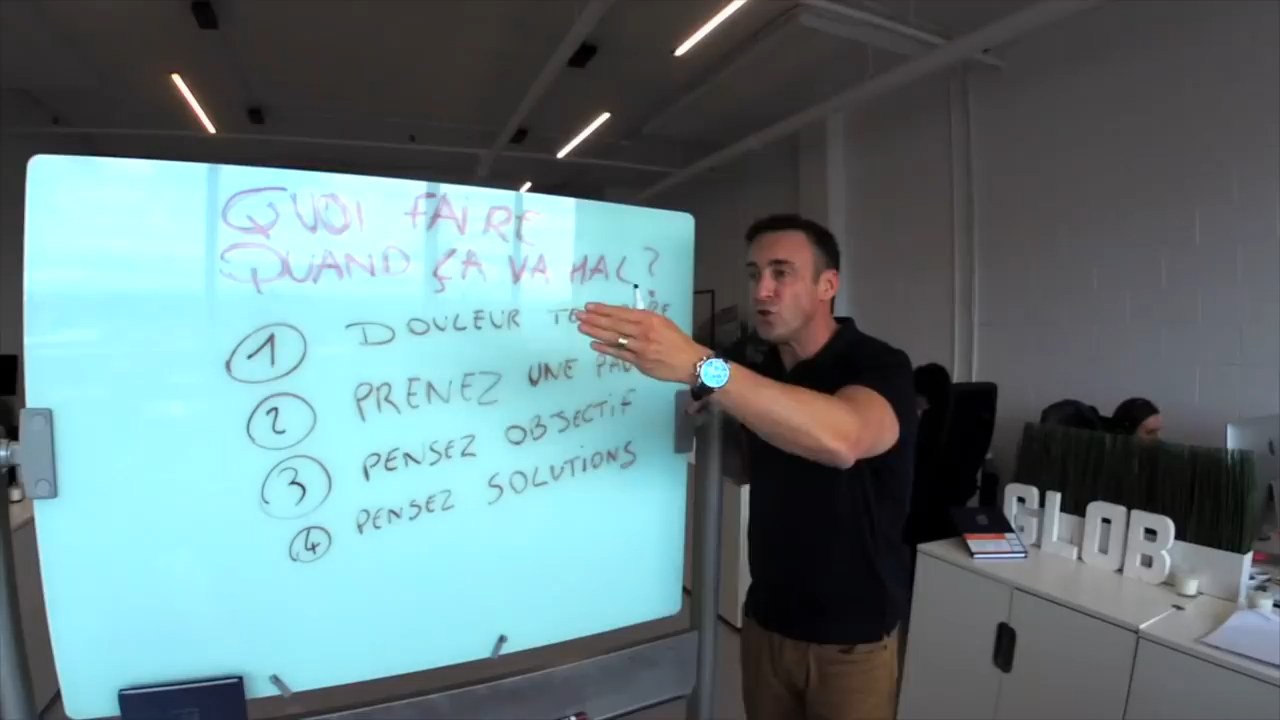 QUOI FAIRE
QUAND ÇA VA MAL?
1 DOULEUR
2 PRENEZ UNE
3 PENSEZ OBJECTIF
4 PENSEZ SOLUTIONS
GLOB